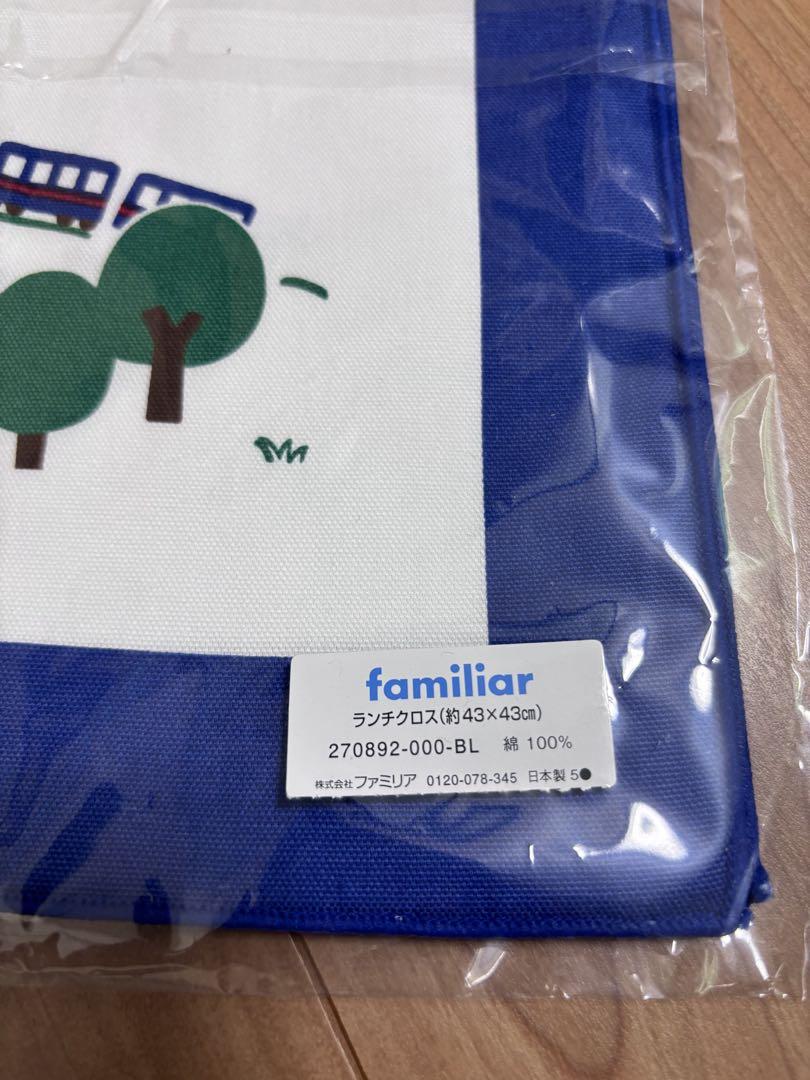 familiar
ランチクロス(約43×43㎝)
270892-000-BL 綿 100%
株式会社 ファミリア 0120-078-345 日本製 5●